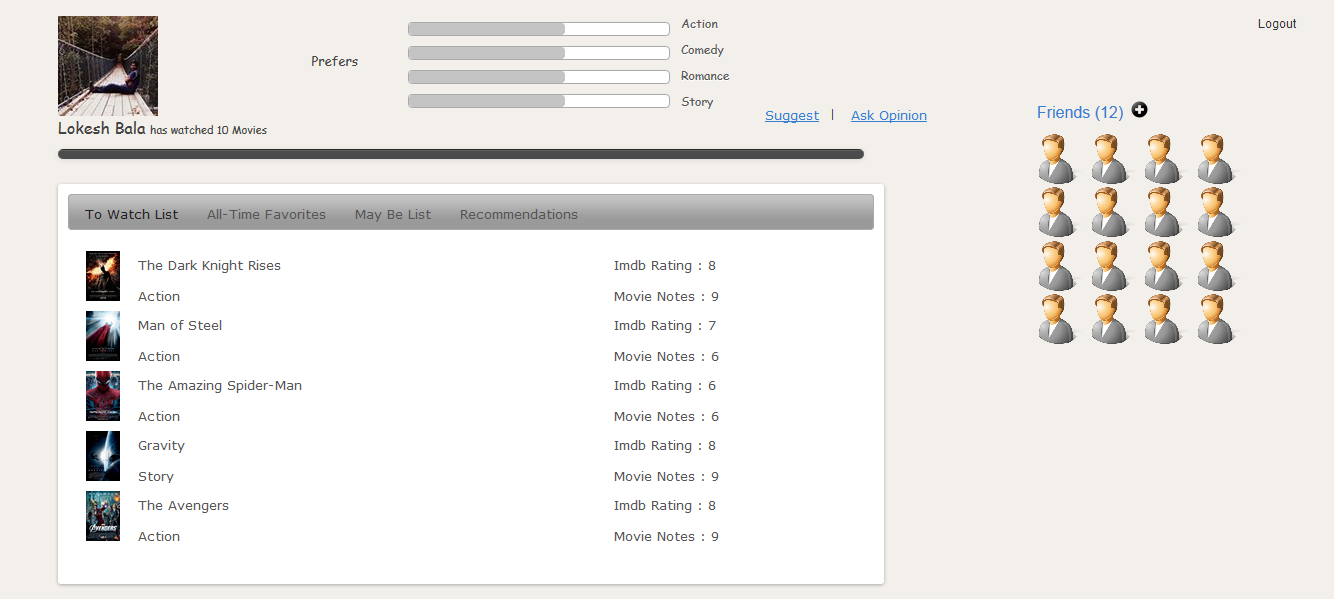 Logout
Action
Comedy
Prefers
Romance
Story
Suggest | Ask Opinion
Friends (12)
Lokesh Bala has watched 10 Movies
To Watch List All-Time Favorites May Be List Recommendations
The Dark Knight Rises Imdb Rating : 8
Action Movie Notes : 9
Man of Steel Imdb Rating : 7
Action Movie Notes : 6
The Amazing Spider-Man Imdb Rating : 6
Action Movie Notes : 6
Gravity Imdb Rating : 8
Story Movie Notes : 9
The Avengers Imdb Rating : 8
AVENGERS
Action Movie Notes : 9